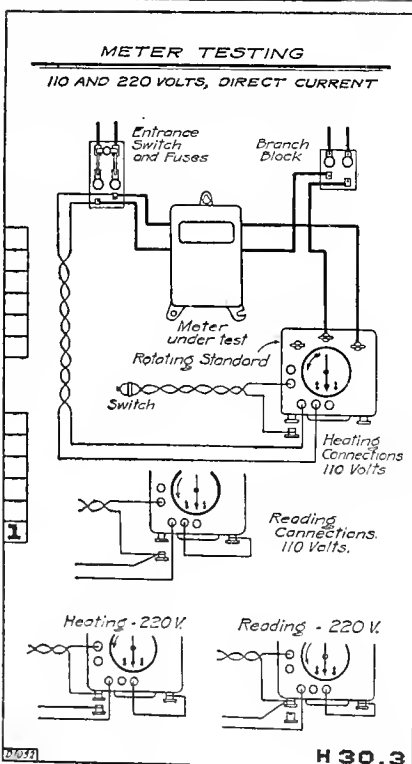 METER TESTING
110 AND 220 VOLTS, DIRECT CURRENT
Entrance
Switch
and Fuses
Branch
Block
Meter
under test
Rotating Standard
Switch
Heating
Connections
110 Volts
Reading
Connections.
110 Volts.
1
Heating - 220 V.
Reading - 220 V.
H 30.3